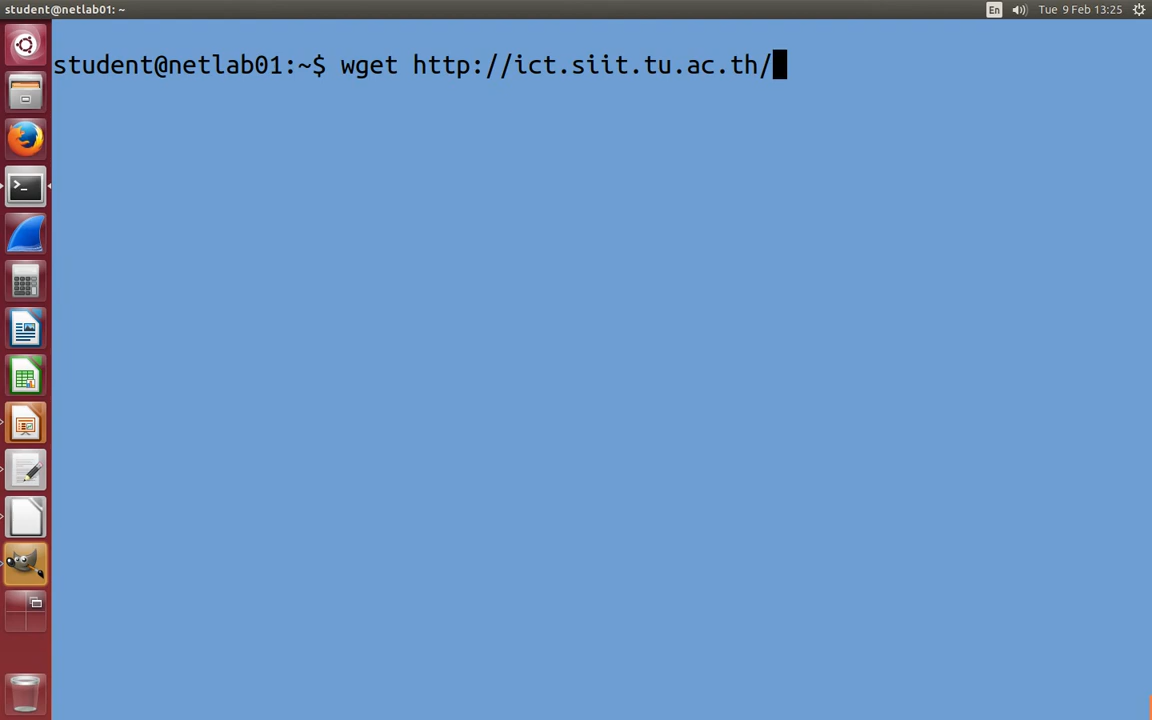 student@netlab01: ~
En
Tue 9 Feb 13:25
student@netlab01:~$ wget http://ict.siit.tu.ac.th/